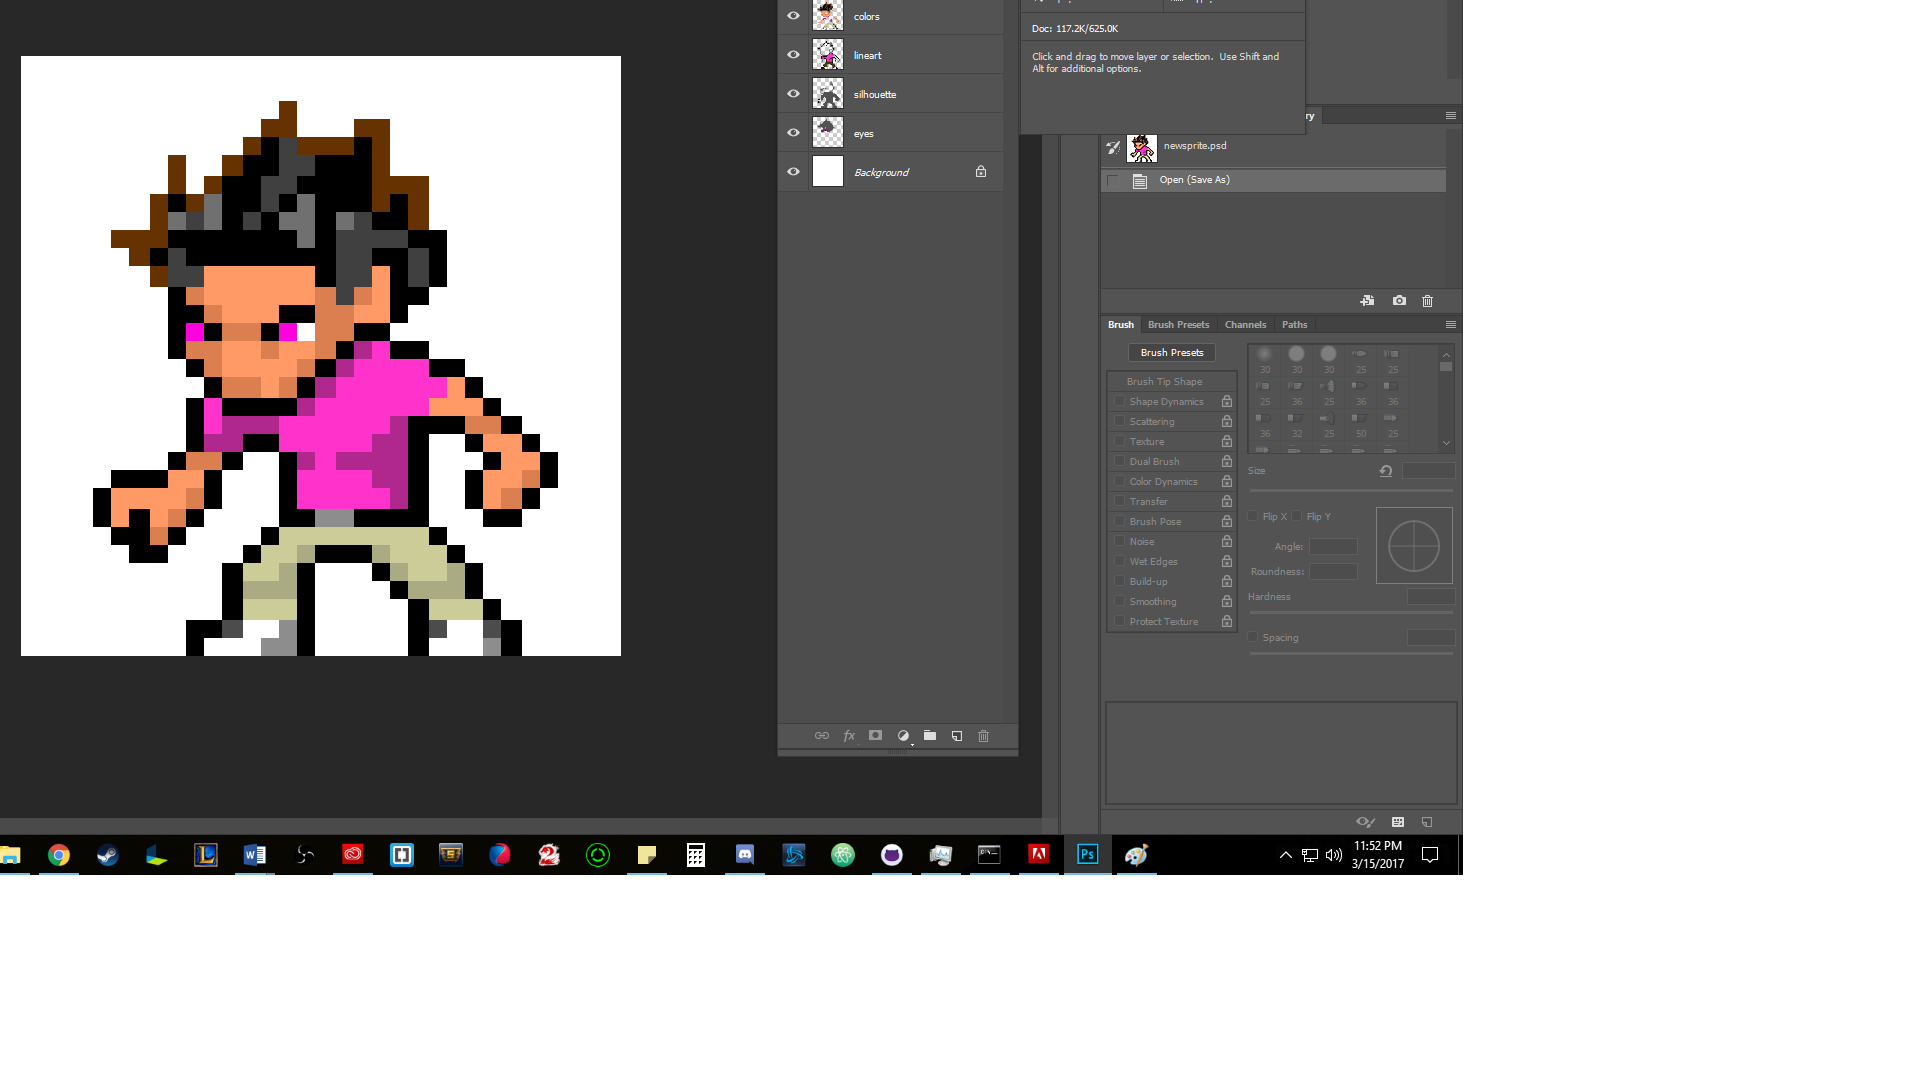 colors
lineart
silhouette
eyes
Background
fx
Doc: 117.2K/625.0K
Click and drag to move layer or selection. Use Shift and
Alt for additional options.
ry
newsprite.psd
Open (Save As)
Brush
Brush Presets
Channels
Paths
Brush Presets
Brush Tip Shape
Shape Dynamics
Scattering
Texture
Dual Brush
Color Dynamics
Transfer
Brush Pose
Noise
Wet Edges
Build-up
Smoothing
Protect Texture
30 30 30 25 25
25 36 25 36 36
36 32 25 50 25
Size
Flip X Flip Y
Angle:
Roundness:
Hardness
Spacing
Ps
11:52 PM
3/15/2017